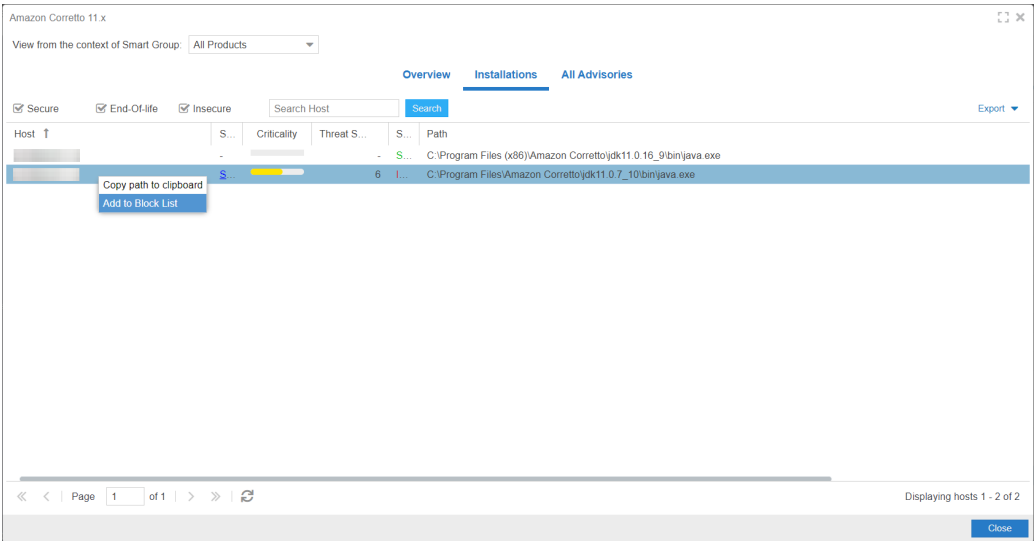 Amazon Corretto 11.x
View from the context of Smart Group: All Products
Overview Installations All Advisories
Secure End-Of-life Insecure Search Host Search Export
Host S... Criticality Threat S... S... Path
- - S... C:\Program Files (x86)\Amazon Corretto\jdk11.0.16_9\bin\java.exe
S... 6 I... C:\Program Files\Amazon Corretto\jdk11.0.7_10\bin\java.exe
Copy path to clipboard
Add to Block List
Page 1 of 1 Displaying hosts 1 - 2 of 2
Close